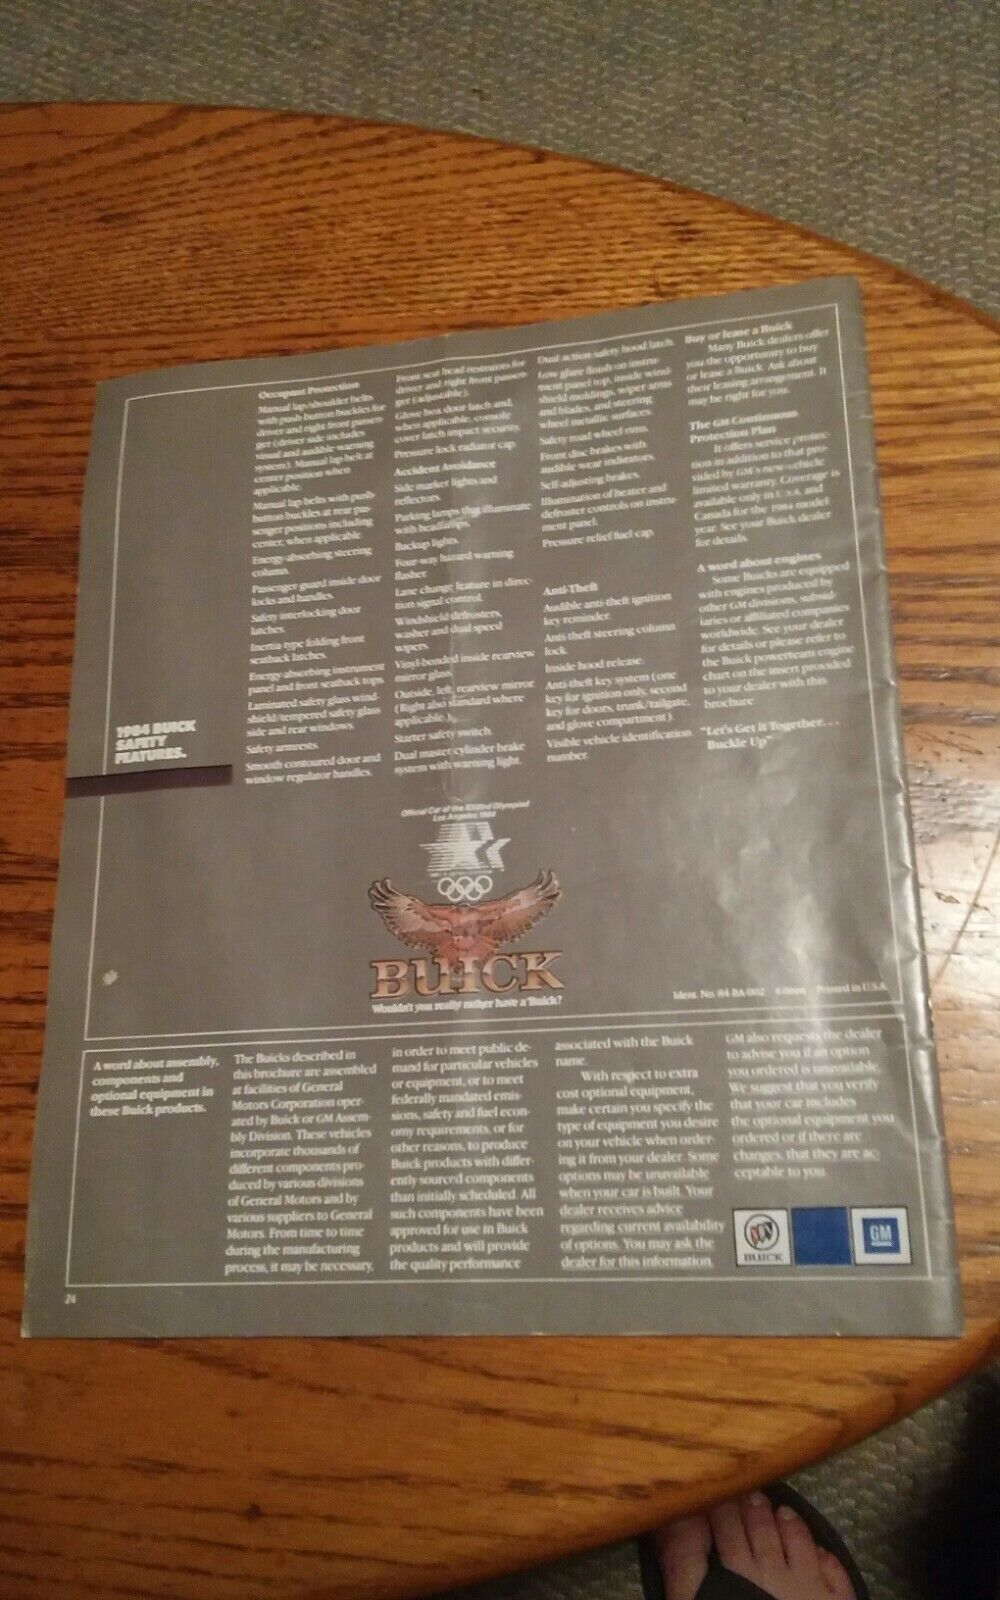 1984 BUICK
SAFETY
FEATURES.
Occupant Protection
Manual lap/shoulder belts
with push-button buckles for
driver and right front passen-
ger (driver side includes
visual and audible warning
system). Manual lap belt at
center position when
applicable.
Manual lap belts with push-
button buckles at rear pas-
senger positions including
center, when applicable.
Energy-absorbing steering
column.
Passenger guard inside door
locks and handles.
Safety interlocking door
latches.
Inertia-type folding front
seatback latches.
Energy absorbing instrument
panel and front seatback tops.
Laminated safety glass wind-
shield/tempered safety glass
side and rear windows.
Safety armrests.
Smooth contoured door and
window regulator handles.
Front seat head restraints for
driver and right front passen-
ger (adjustable).
Glove box door latch and,
when applicable, console
cover latch impact security.
Pressure lock radiator cap.
Accident Avoidance
Side marker lights and
reflectors.
Parking lamps that illuminate
with headlamps.
Backup lights.
Four-way hazard warning
flasher.
Lane change feature in direc-
tion signal control.
Windshield defrosters,
washer and dual speed
wipers.
Vinyl-bonded inside rearview
mirror glass.
Outside, left, rearview mirror
(Right also standard where
applicable.).
Starter safety switch.
Dual master cylinder brake
system with warning light.
Dual action safety hood latch.
Low glare finish on instru-
ment panel top, inside wind-
shield moldings, wiper arms
and blades, and steering
wheel metallic surfaces.
Safety road wheel rims.
Front disc brakes with
audible wear indicators.
Self-adjusting brakes.
Illumination of heater and
defroster controls on instru-
ment panel.
Pressure relief fuel cap.
Anti-Theft
Audible anti-theft ignition
key reminder.
Anti-theft steering column
lock.
Inside hood release.
Anti-theft key system (one
key for ignition only, second
key for doors, trunk/tailgate,
and glove compartment).
Visible vehicle identification
number.
Buy or lease a Buick
Many Buick dealers offer
you the opportunity to buy
or lease a Buick. Ask about
their leasing arrangement. It
may be right for you.
The GM Continuous
Protection Plan
It offers service protec-
tion in addition to that pro-
vided by GM's new-vehicle
limited warranty. Coverage is
available only in U.S.A. and
Canada for the 1984 model
year. See your Buick dealer
for details.
A word about engines
Some Buicks are equipped
with engines produced by
other GM divisions, subsid-
iaries or affiliated companies
worldwide. See your dealer
for details or please refer to
the Buick powerteam engine
chart on the insert provided
to your dealer with this
brochure.
"Let's Get it Together...
Buckle Up"
Official Car of the XXIIIrd Olympiad
Los Angeles 1984
BUICK
Wouldn't you really rather have a Buick?
Ident. No. 84-BA-002 Printed in U.S.A.
A word about assembly,
components and
optional equipment in
these Buick products.
The Buicks described in
this brochure are assembled
at facilities of General
Motors Corporation oper-
ated by Buick or GM Assem-
bly Division. These vehicles
incorporate thousands of
different components pro-
duced by various divisions
of General Motors and by
various suppliers to General
Motors. From time to time
during the manufacturing
process, it may be necessary,
in order to meet public de-
mand for particular vehicles
or equipment, or to meet
federally mandated emis-
sions, safety and fuel econ-
omy requirements, or for
other reasons, to produce
Buick products with differ-
ently sourced components
than initially scheduled. All
such components have been
approved for use in Buick
products and will provide
the quality performance
associated with the Buick
name.
With respect to extra
cost optional equipment,
make certain you specify the
type of equipment you desire
on your vehicle when order-
ing it from your dealer. Some
options may be unavailable
when your car is built. Your
dealer receives advice
regarding current availability
of options. You may ask the
dealer for this information.
GM also requests the dealer
to advise you if an option
you ordered is unavailable.
We suggest that you verify
that your car includes
the optional equipment you
ordered or if there are
changes, that they are ac-
ceptable to you.
BUICK
GM
24